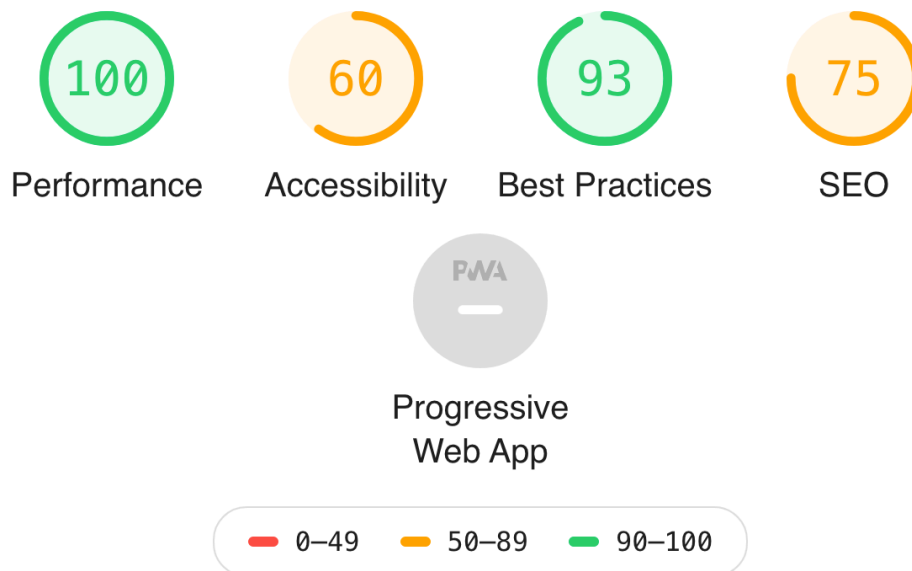 100 60 93 75
Performance Accessibility Best Practices SEO
PWA
Progressive
Web App
0–49 50–89 90–100